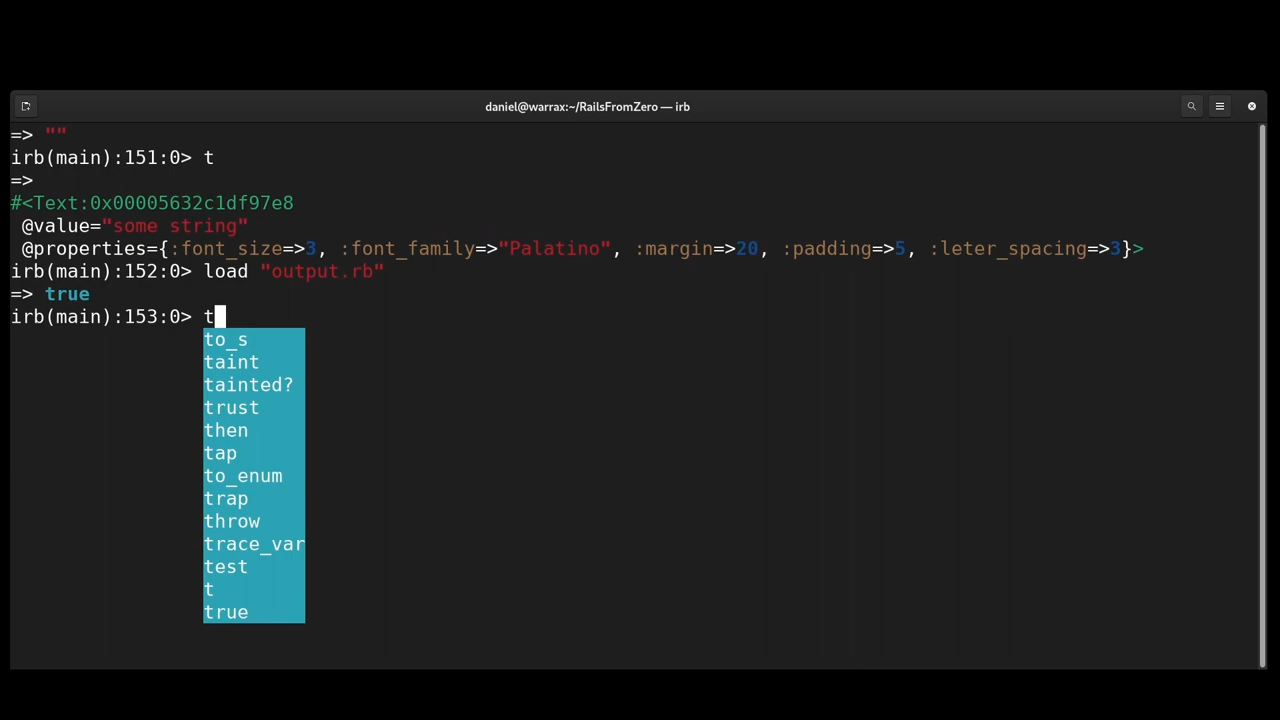 daniel@warrax:~/RailsFromZero — irb
=> ""
irb(main):151:0> t
=>
#<Text:0x00005632c1df97e8
@value="some string"
@properties={:font_size=>3, :font_family=>"Palatino", :margin=>20, :padding=>5, :leter_spacing=>3}>
irb(main):152:0> load "output.rb"
=> true
irb(main):153:0> t
to_s
taint
tainted?
trust
then
tap
to_enum
trap
throw
trace_var
test
t
true